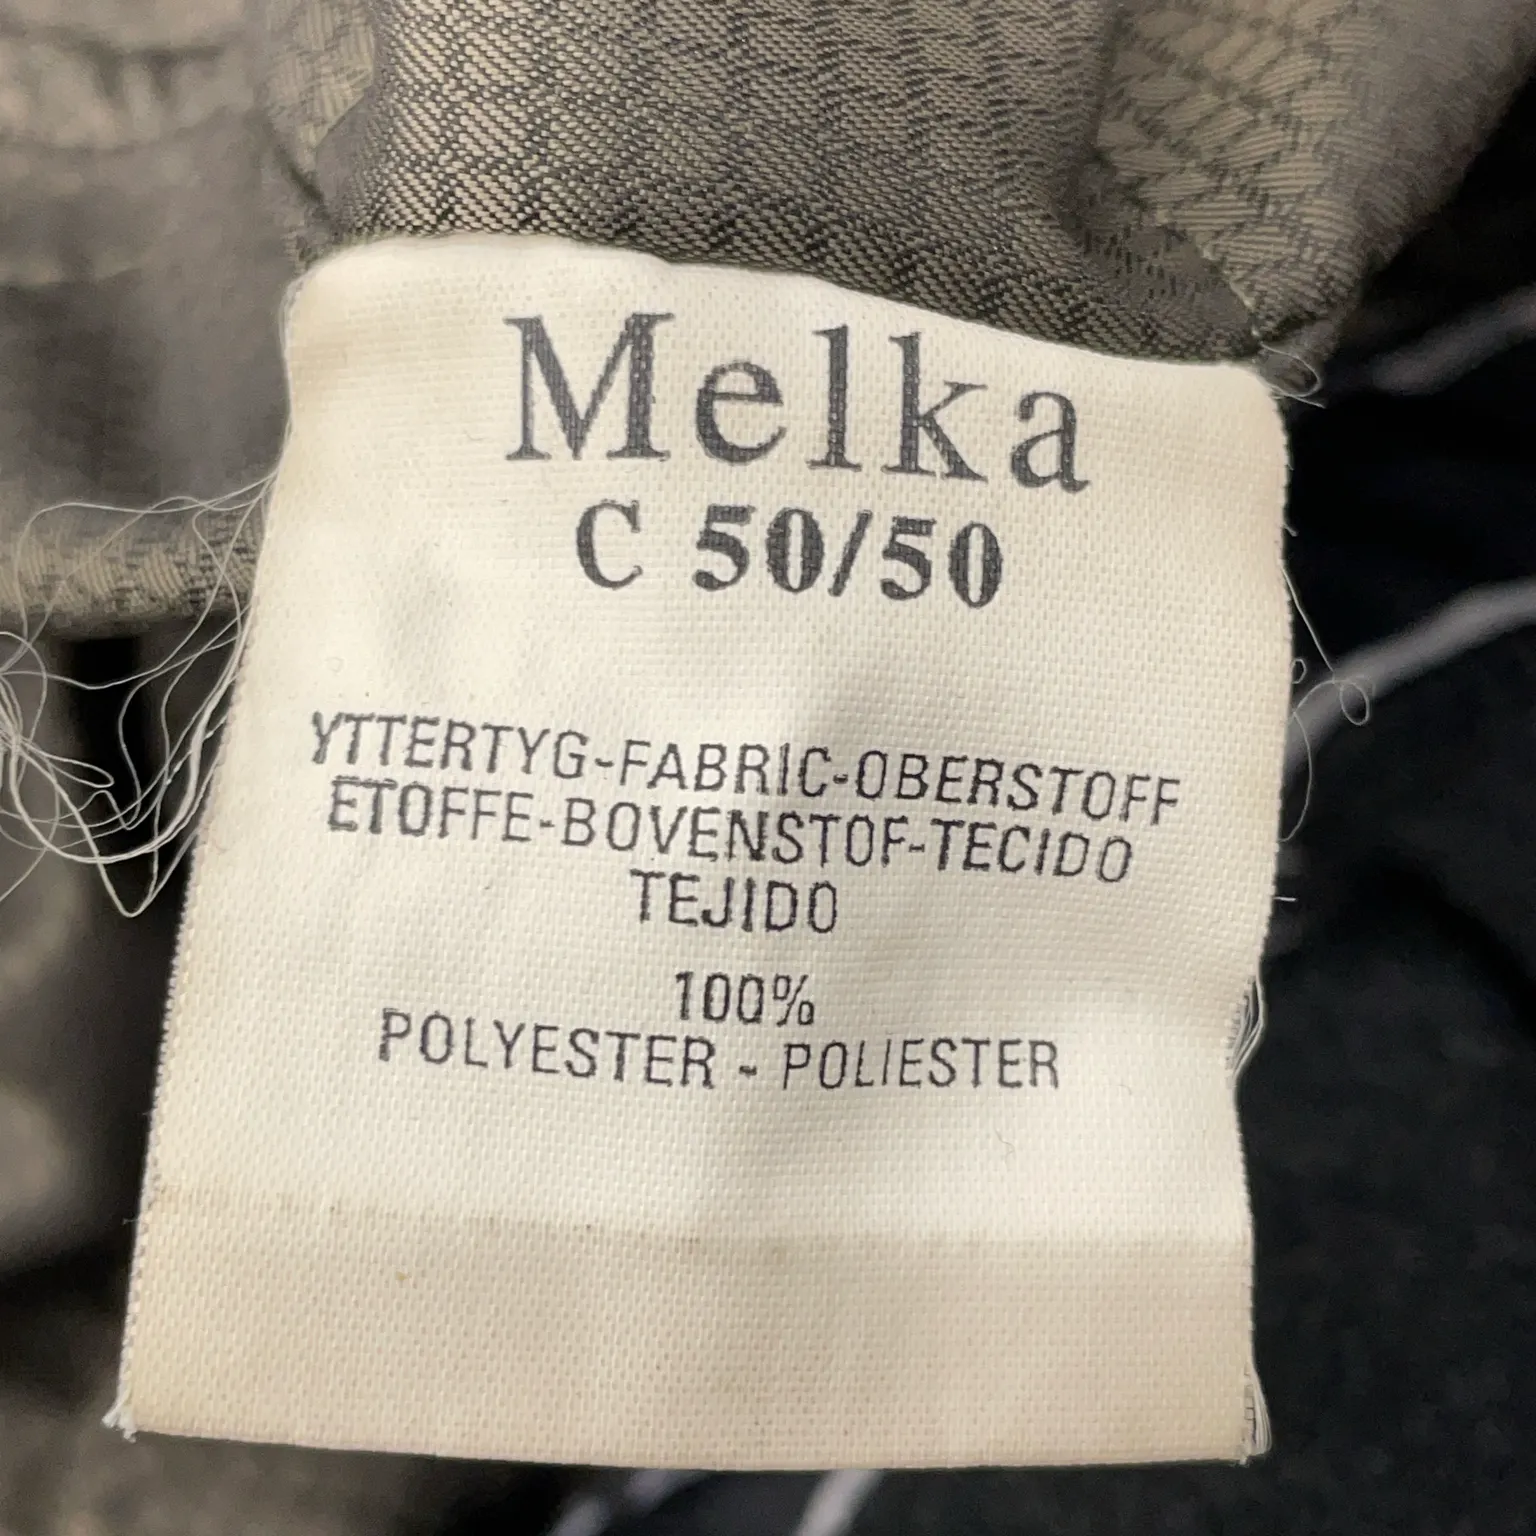 Melka
C 50/50
YTTERTYG-FABRIC-OBERSTOFF
ETOFFE-BOVENSTOF-TECIDO
TEJIDO
100%
POLYESTER - POLIESTER